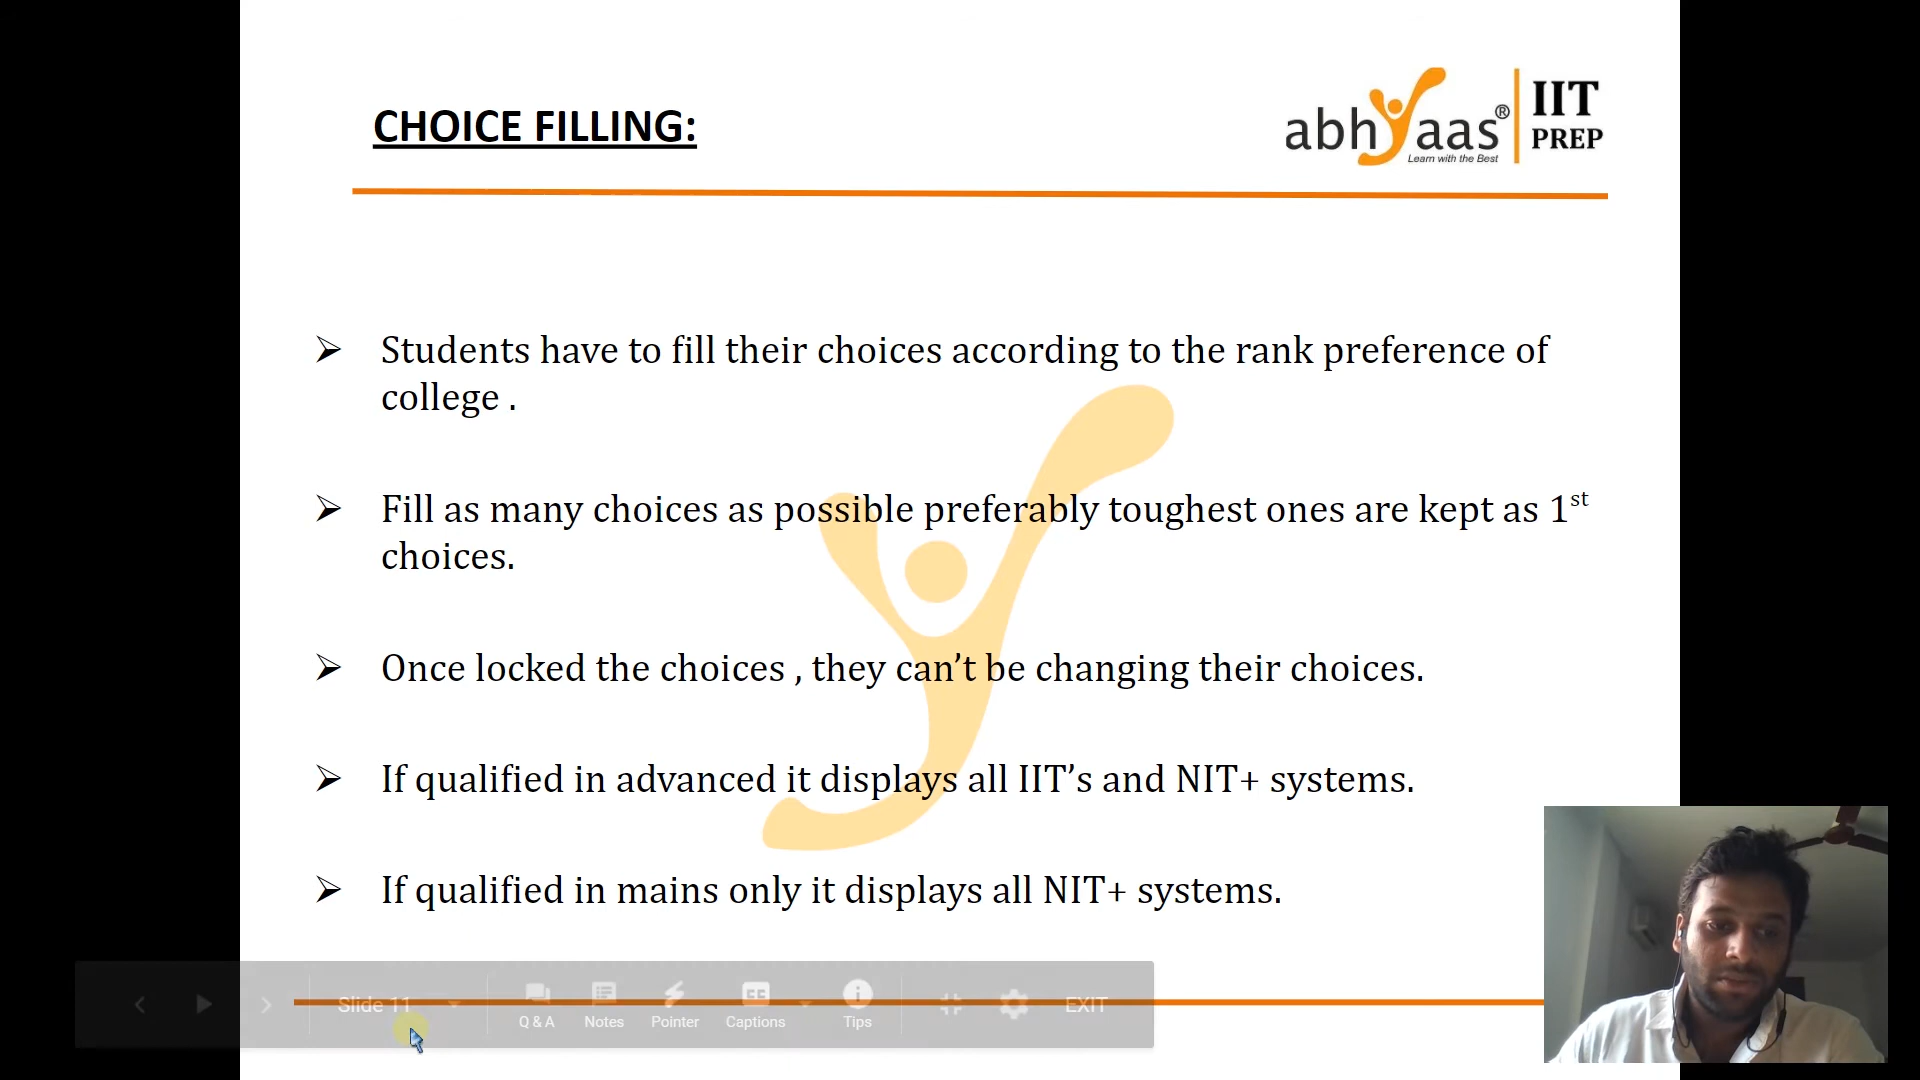 CHOICE FILLING:
abhyaas® IIT
PREP
Learn with the Best
➢ Students have to fill their choices according to the rank preference of
college .
➢ Fill as many choices as possible preferably toughest ones are kept as 1st
choices.
➢ Once locked the choices , they can’t be changing their choices.
➢ If qualified in advanced it displays all IIT’s and NIT+ systems.
➢ If qualified in mains only it displays all NIT+ systems.
Slide 11
Q & A Notes Pointer Captions Tips EXIT